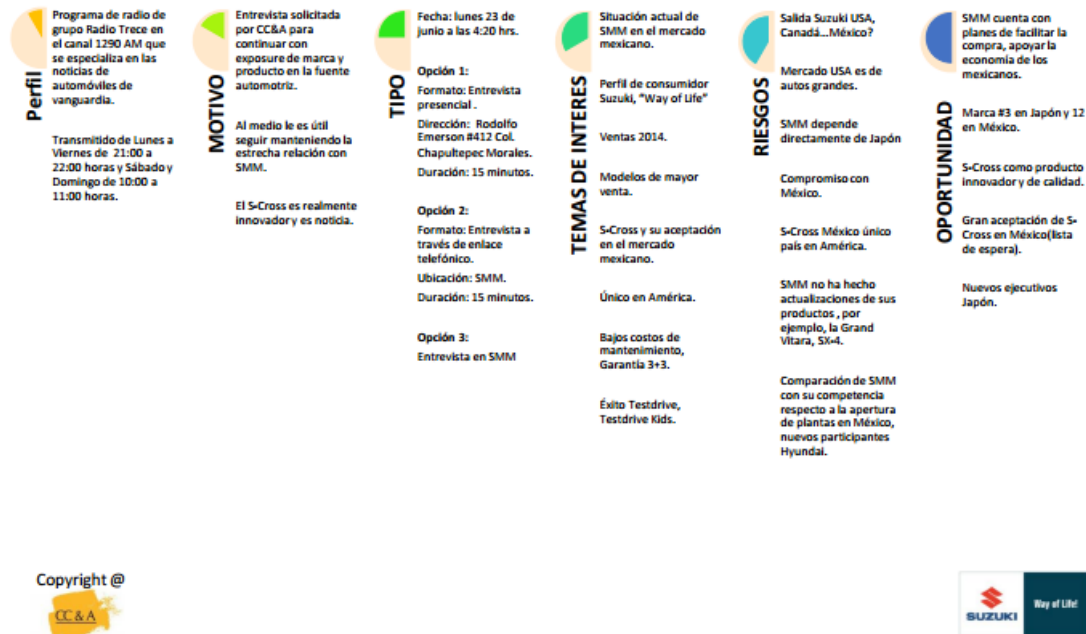 Perfil
Programa de radio de
grupo Radio Trece en
el canal 1290 AM que
se especializa en las
noticias de
automóviles de
vanguardia.
Transmitido de Lunes a
Viernes de 21:00 a
22:00 horas y Sábado y
Domingo de 10:00 a
11:00 horas.
MOTIVO
Entrevista solicitada
por CC&A para
continuar con
exposure de marca y
producto en la fuente
automotriz.
Al medio le es útil
seguir manteniendo la
estrecha relación con
SMM.
El S-Cross es realmente
innovador y es noticia.
TIPO
Fecha: lunes 23 de
junio a las 4:20 hrs.
Opción 1:
Formato: Entrevista
presencial .
Dirección: Rodolfo
Emerson #412 Col.
Chapultepec Morales.
Duración: 15 minutos.
Opción 2:
Formato: Entrevista a
través de enlace
telefónico.
Ubicación: SMM.
Duración: 15 minutos.
Opción 3:
Entrevista en SMM
TEMAS DE INTERES
Situación actual de
SMM en el mercado
mexicano.
Perfil de consumidor
Suzuki, "Way of Life"
Ventas 2014.
Modelos de mayor
venta.
S-Cross y su aceptación
en el mercado
mexicano.
Único en América.
Bajos costos de
mantenimiento,
Garantía 3+3.
Éxito Testdrive,
Testdrive Kids.
RIESGOS
Salida Suzuki USA,
Canadá...México?
Mercado USA es de
autos grandes.
SMM depende
directamente de Japón
Compromiso con
México.
S-Cross México único
país en América.
SMM no ha hecho
actualizaciones de sus
productos , por
ejemplo, la Grand
Vitara, SX-4.
Comparación de SMM
con su competencia
respecto a la apertura
de plantas en México,
nuevos participantes
Hyundai.
OPORTUNIDAD
SMM cuenta con
planes de facilitar la
compra, apoyar la
economía de los
mexicanos.
Marca #3 en Japón y 12
en México.
S-Cross como producto
innovador y de calidad.
Gran aceptación de S-
Cross en México(lista
de espera).
Nuevos ejecutivos
Japón.
Copyright @
CC & A
SUZUKI
Way of Life!